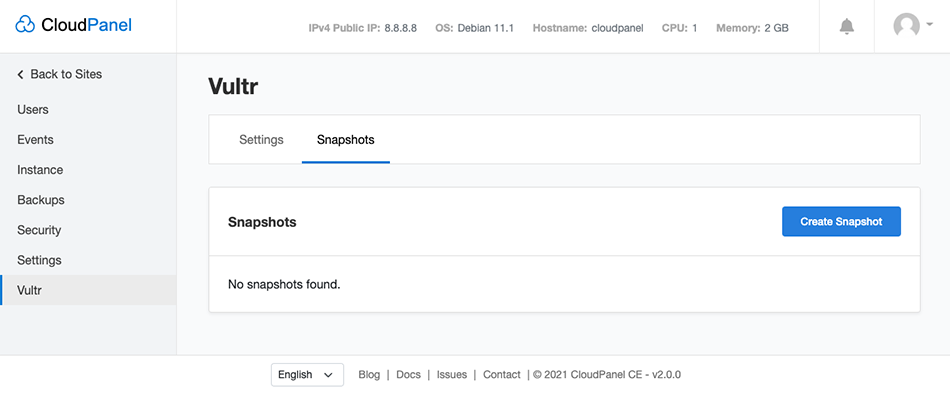 CloudPanel
IPv4 Public IP: 8.8.8.8 OS: Debian 11.1 Hostname: cloudpanel CPU: 1 Memory: 2 GB
Back to Sites
Users
Events
Instance
Backups
Security
Settings
Vultr
Vultr
Settings Snapshots
Snapshots Create Snapshot
No snapshots found.
English Blog | Docs | Issues | Contact | © 2021 CloudPanel CE - v2.0.0